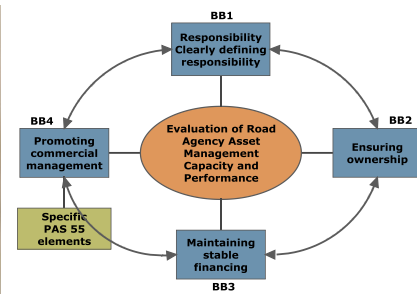 BB1
Responsibility
Clearly defining
responsibility
BB4
Promoting
commercial
management
Evaluation of Road
Agency Asset
Management
Capacity and
Performance
BB2
Ensuring
ownership
Specific
PAS 55
elements
Maintaining
stable
financing
BB3